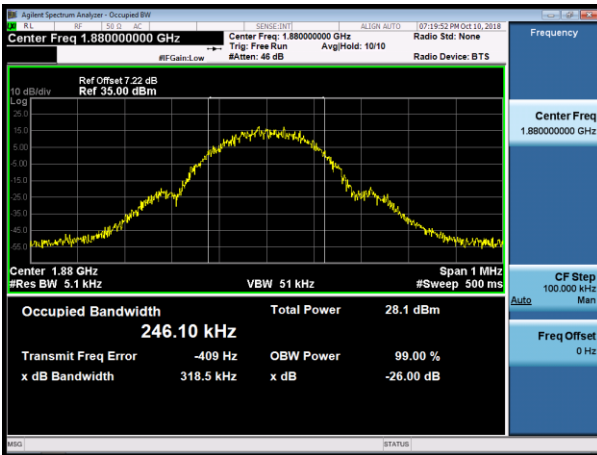 Agilent Spectrum Analyzer - Occupied BW
RL RF 50 Ω AC SENSE:INT ALIGN AUTO 07:19:52 PM Oct 10, 2018
Center Freq 1.880000000 GHz
Center Freq: 1.880000000 GHz
Radio Std: None
Trig: Free Run Avg|Hold: 10/10
#IFGain:Low
#Atten: 46 dB
Radio Device: BTS
Ref Offset 7.22 dB
10 dB/div Ref 35.00 dBm
Log
25.0
15.0
5.00
-5.00
-15.0
-25.0
-35.0
-45.0
-55.0
Center 1.88 GHz Span 1 MHz
#Res BW 5.1 kHz VBW 51 kHz #Sweep 500 ms
Occupied Bandwidth Total Power 28.1 dBm
246.10 kHz
Transmit Freq Error -409 Hz OBW Power 99.00 %
x dB Bandwidth 318.5 kHz x dB -26.00 dB
MSG STATUS
Frequency
Center Freq
1.880000000 GHz
CF Step
100.000 kHz
Auto Man
Freq Offset
0 Hz